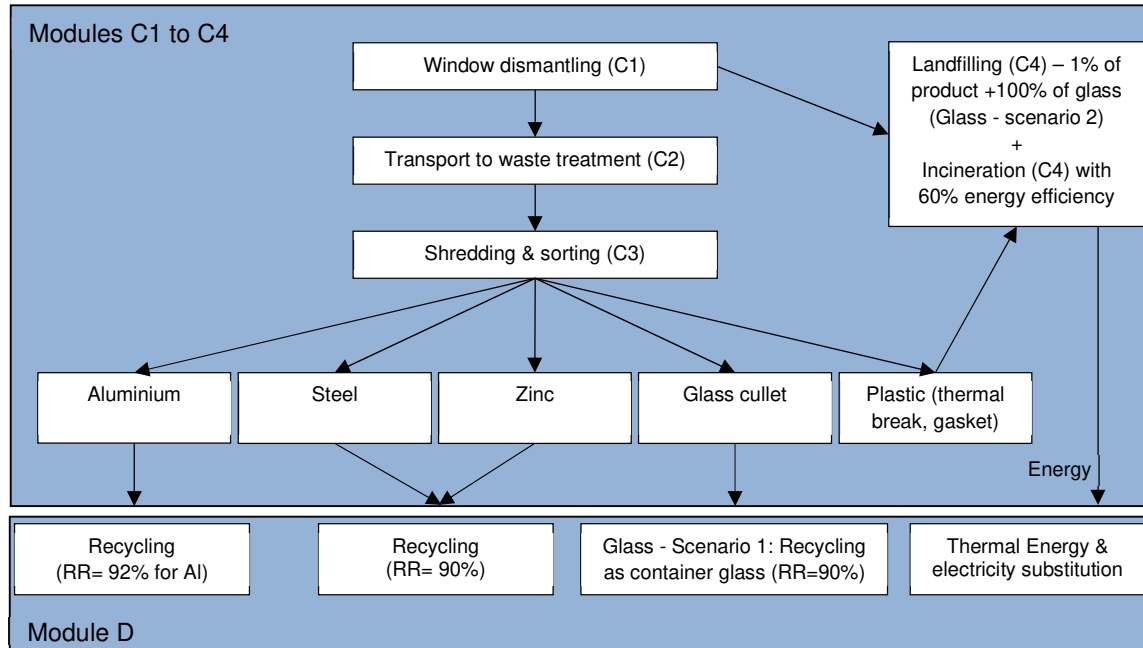 Modules C1 to C4
Window dismantling (C1)
Landfilling (C4) – 1% of
product +100% of glass
(Glass - scenario 2)
+
Incineration (C4) with
60% energy efficiency
Transport to waste treatment (C2)
Shredding & sorting (C3)
Aluminium
Steel
Zinc
Glass cullet
Plastic (thermal
break, gasket)
Energy
Recycling
(RR= 92% for Al)
Recycling
(RR= 90%)
Glass - Scenario 1: Recycling
as container glass (RR=90%)
Thermal Energy &
electricity substitution
Module D